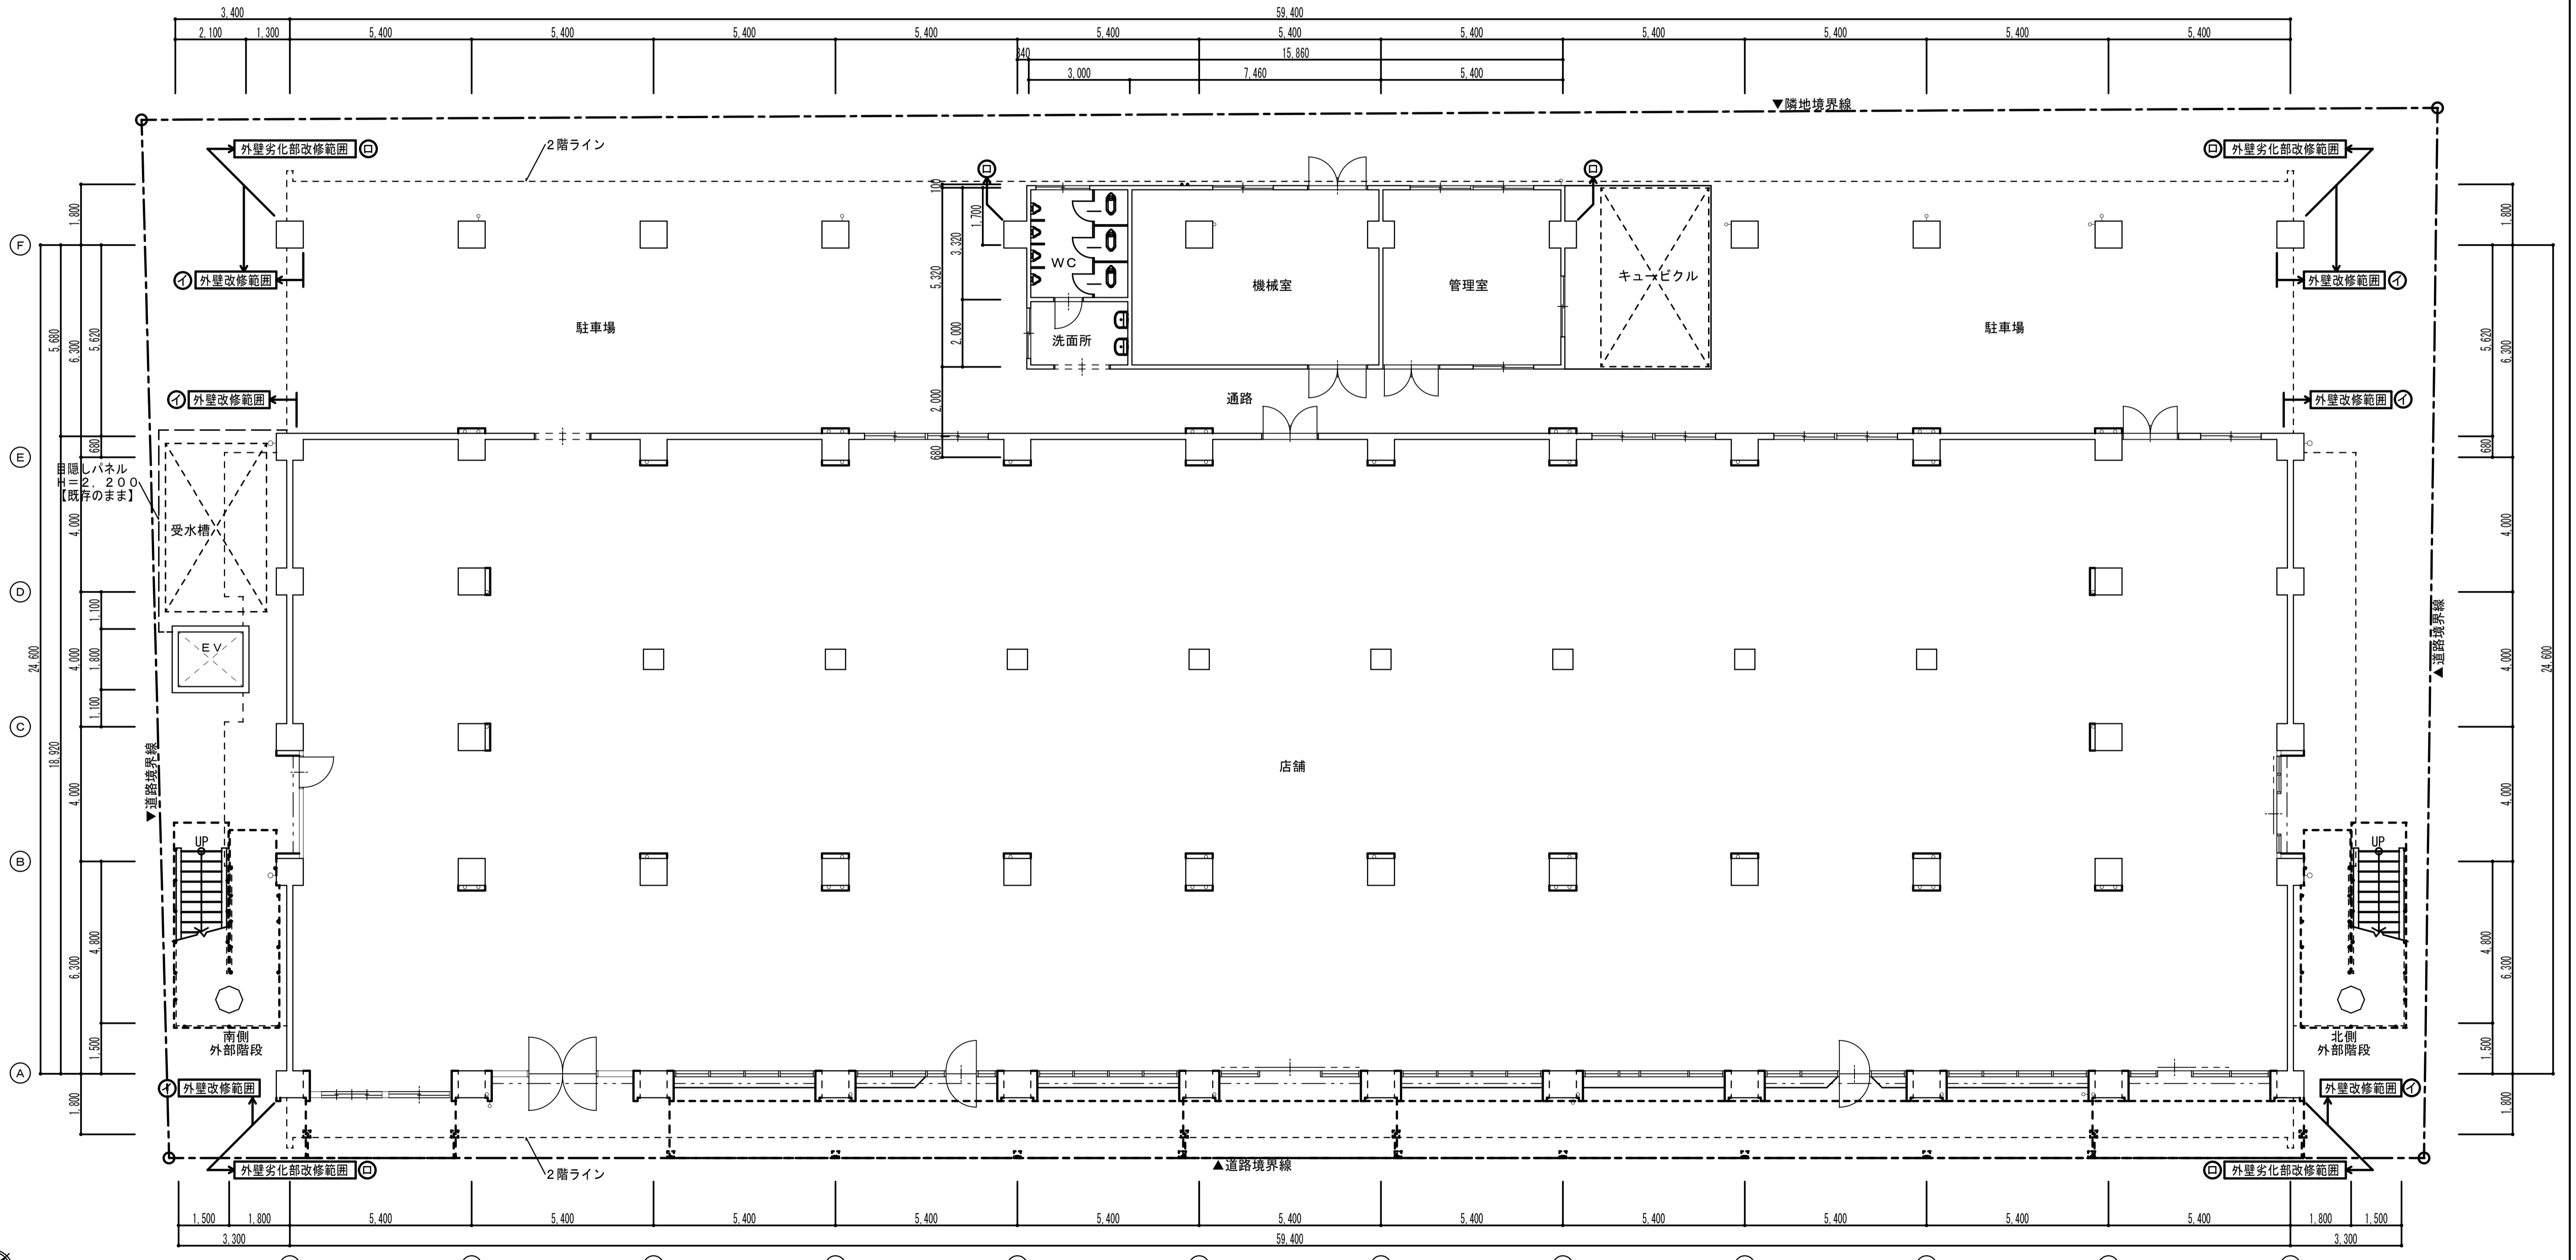 3,400
59,400
2,100
1,300
5,400
5,400
5,400
5,400
5,400
5,400
5,400
5,400
5,400
5,400
5,400
340
15,860
3,000
7,460
5,400
▼隣地境界線
外壁劣化部改修範囲 ロ
2階ライン
ロ
ロ
ロ 外壁劣化部改修範囲
イ 外壁改修範囲
外壁改修範囲 イ
WC
機械室
管理室
キュービクル
洗面所
駐車場
駐車場
通路
イ 外壁改修範囲
外壁改修範囲 イ
目隠しパネル
H=2,200
【既存のまま】
受水槽
EV
店舗
▼道路境界線
▲道路境界線
UP
UP
南側
外部階段
北側
外部階段
イ 外壁改修範囲
外壁改修範囲 イ
外壁劣化部改修範囲 ロ
2階ライン
▲道路境界線
ロ 外壁劣化部改修範囲
F
E
D
C
B
A
24,600
5,680
18,920
1,800
6,300
4,000
4,000
4,000
6,300
1,800
5,620
680
1,100
1,800
1,100
4,800
1,500
100
1,700
3,320
5,320
2,000
2,000
680
1,800
5,620
6,300
680
4,000
4,000
4,000
24,600
4,800
6,300
1,500
1,800
1,500
1,800
5,400
5,400
5,400
5,400
5,400
5,400
5,400
5,400
5,400
5,400
5,400
1,800
1,500
3,300
59,400
3,300